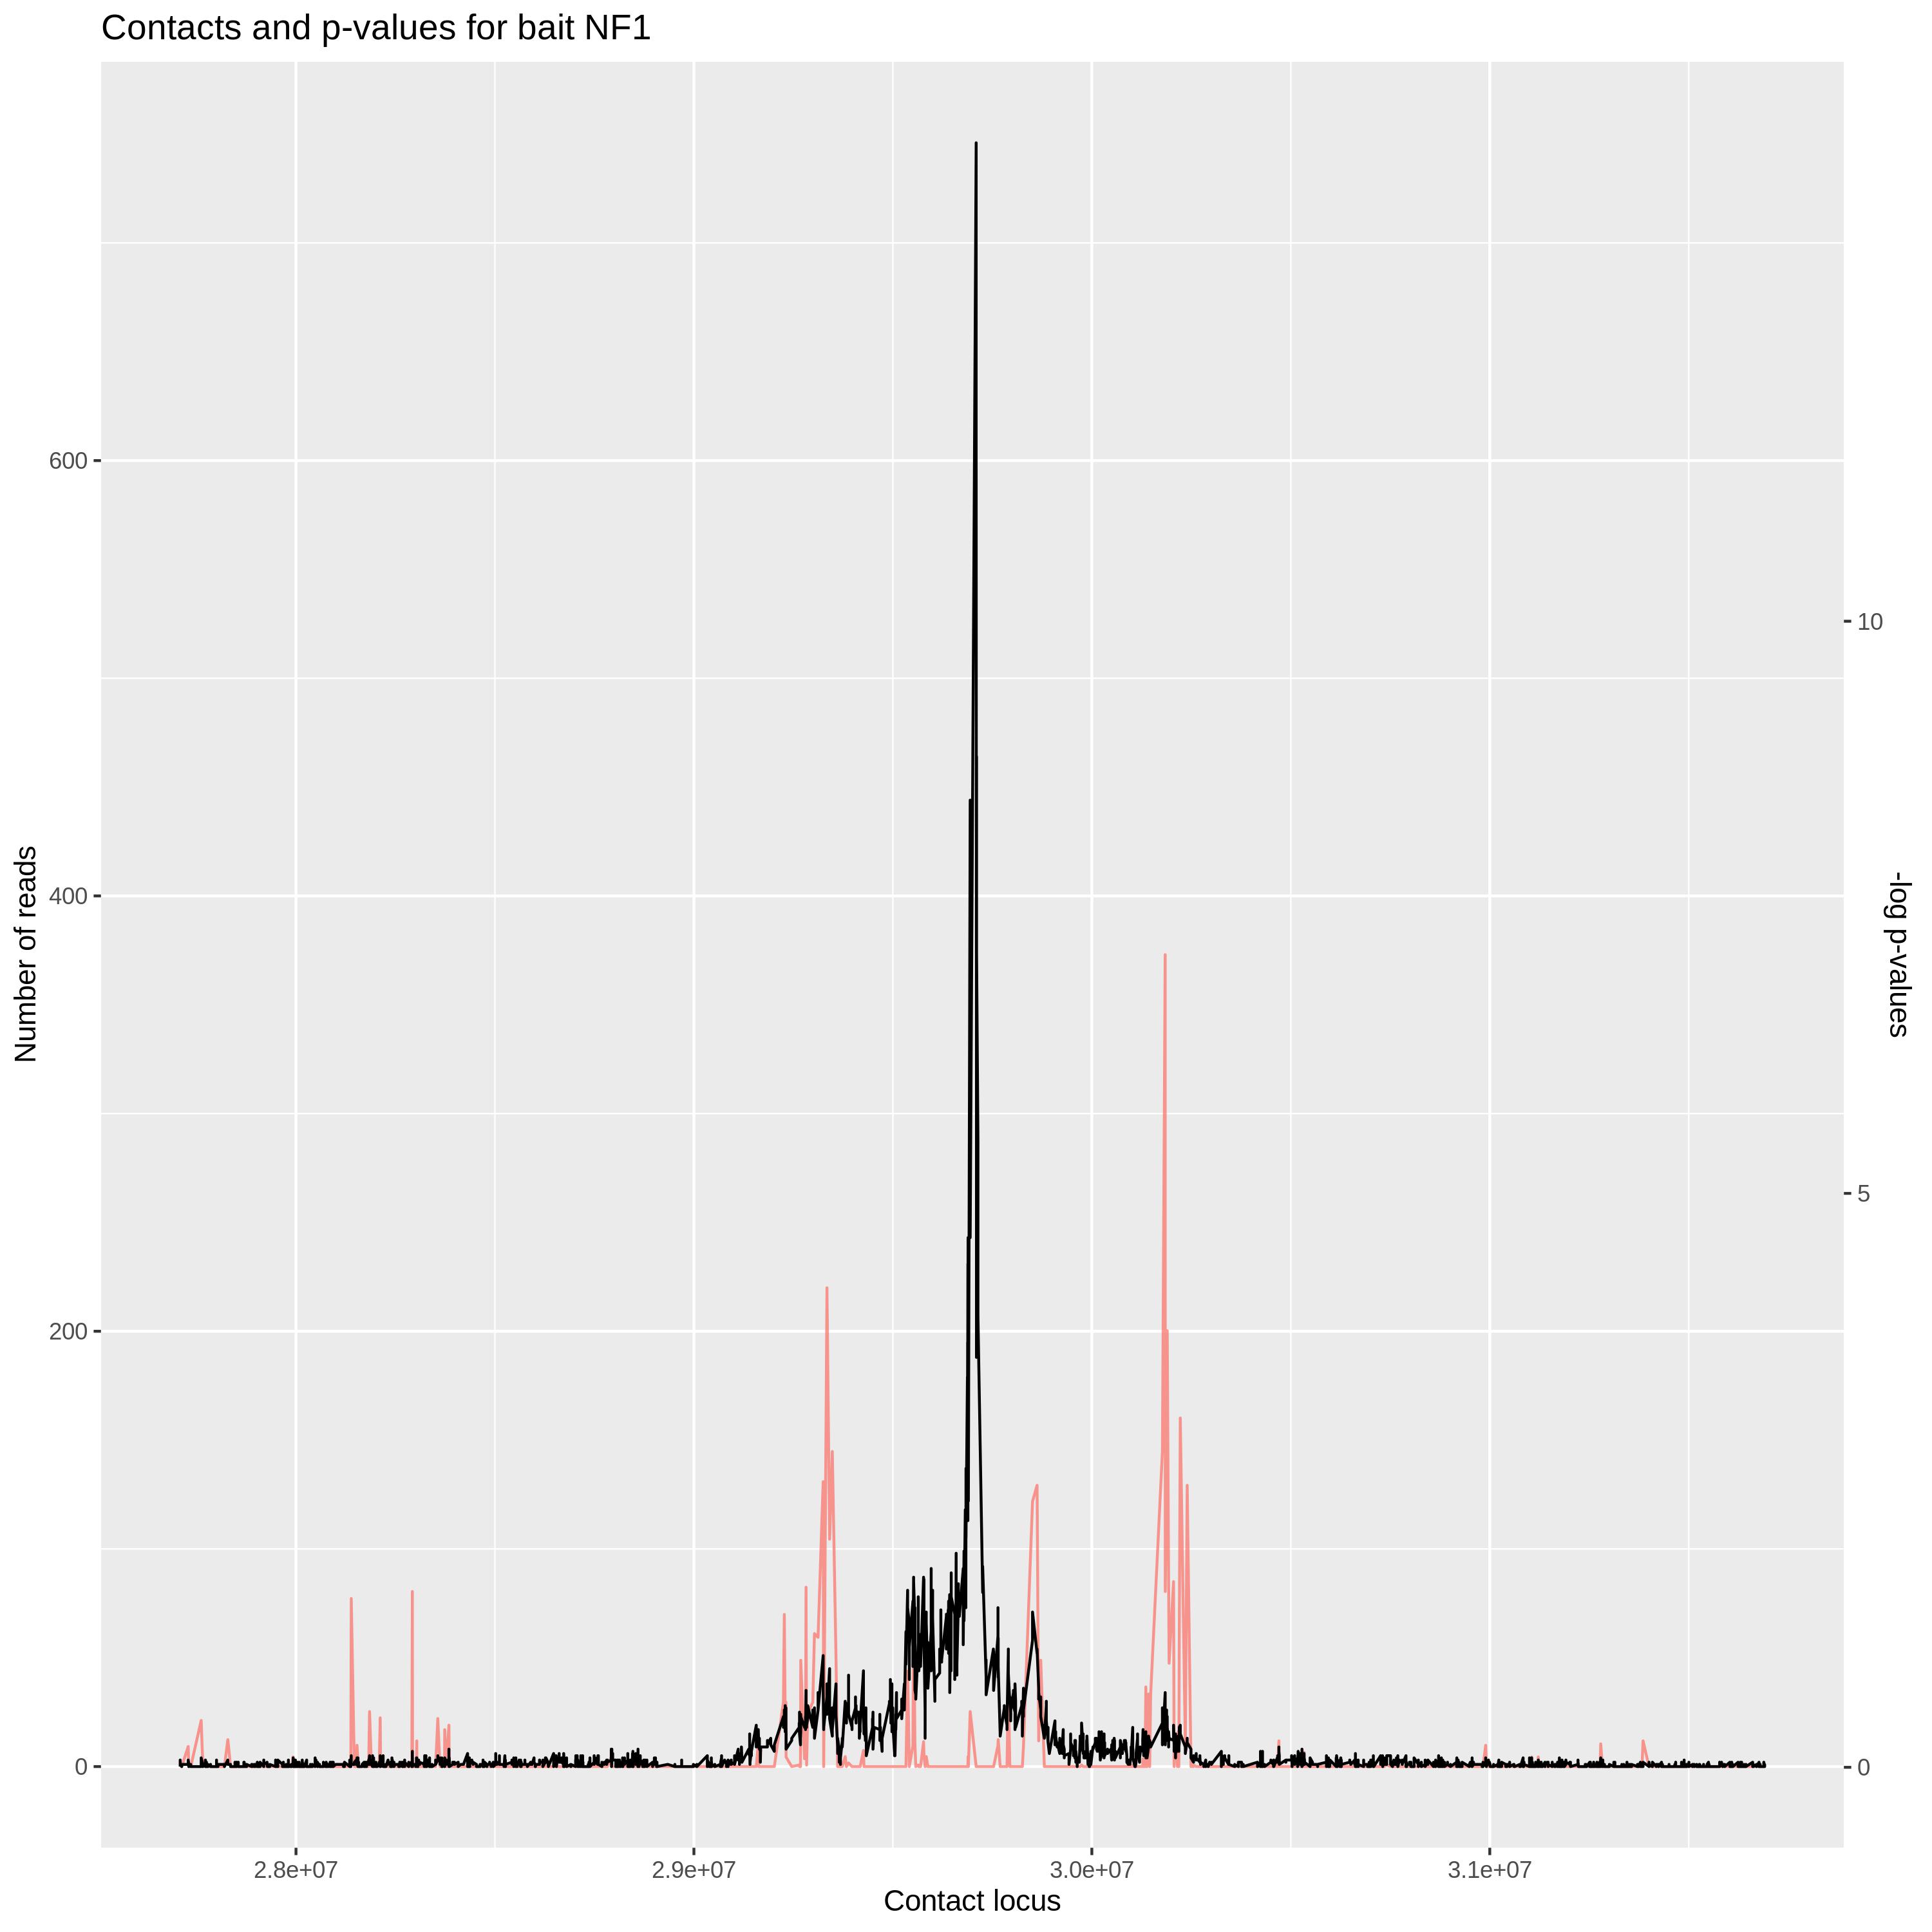 Contacts and p-values for bait NF1
Number of reads
600
400
200
0
10
5
0
-log p-values
2.8e+07
2.9e+07
3.0e+07
3.1e+07
Contact locus